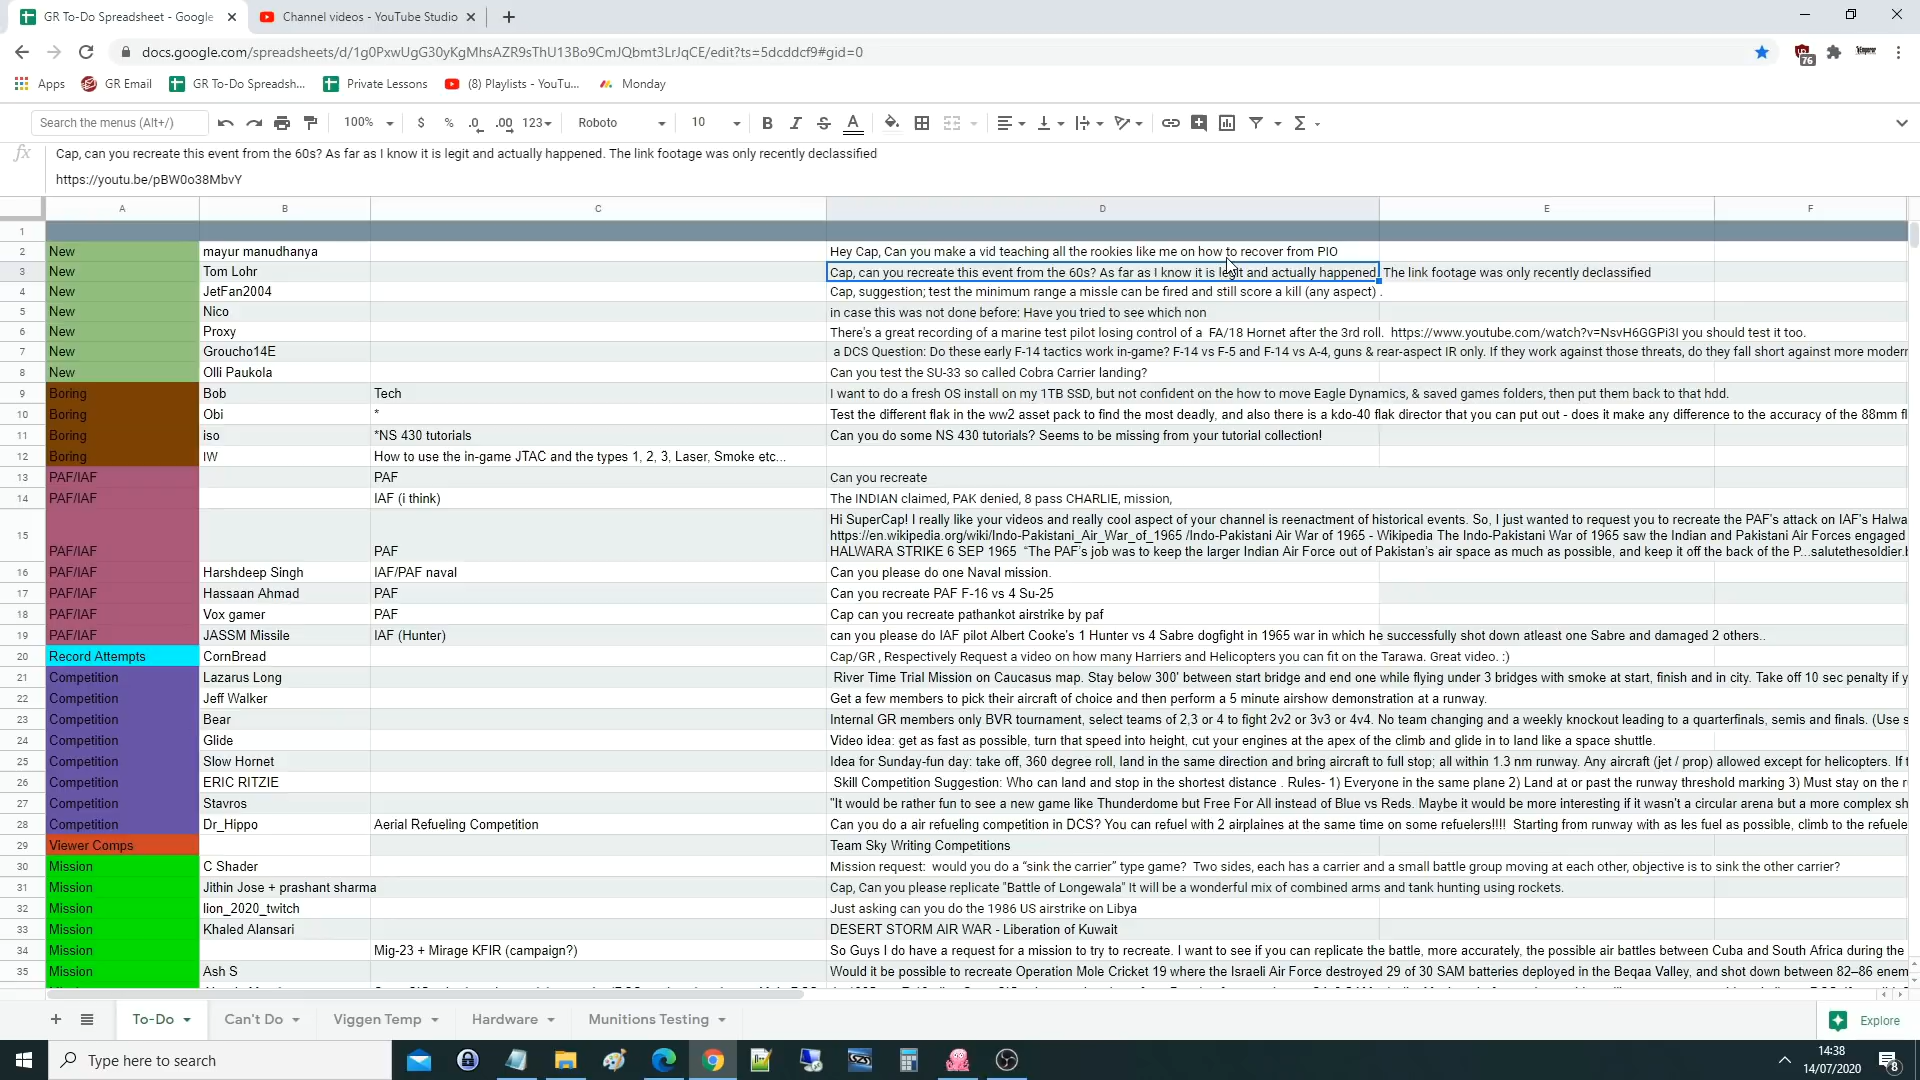 GR To-Do Spreadsheet - Google
Channel videos - YouTube Studio
docs.google.com/spreadsheets/d/1g0PxwUgG30yKgMhsAZR9sThU13Bo9CmJQbmt3LrJqCE/edit?ts=5dcddcf9#gid=0
76
Apps GR Email GR To-Do Spreadsh... Private Lessons (8) Playlists - YouTu... Monday
Search the menus (Alt+/) 100% $ % .0 .00 123 Roboto 10 B I S A
fx Cap, can you recreate this event from the 60s? As far as I know it is legit and actually happened. The link footage was only recently declassified
https://youtu.be/pBW0o38MbvY
A B C D E F
1
2 New mayur manudhanya Hey Cap, Can you make a vid teaching all the rookies like me on how to recover from PIO
3 New Tom Lohr Cap, can you recreate this event from the 60s? As far as I know it is legit and actually happened. The link footage was only recently declassified
4 New JetFan2004 Cap, suggestion; test the minimum range a missle can be fired and still score a kill (any aspect) .
5 New Nico in case this was not done before: Have you tried to see which non
6 New Proxy There's a great recording of a marine test pilot losing control of a FA/18 Hornet after the 3rd roll. https://www.youtube.com/watch?v=NsvH6GGPi3I you should test it too.
7 New Groucho14E a DCS Question: Do these early F-14 tactics work in-game? F-14 vs F-5 and F-14 vs A-4, guns & rear-aspect IR only. If they work against those threats, do they fall short against more modern
8 New Olli Paukola Can you test the SU-33 so called Cobra Carrier landing?
9 Boring Bob Tech I want to do a fresh OS install on my 1TB SSD, but not confident on the how to move Eagle Dynamics, & saved games folders, then put them back to that hdd.
10 Boring Obi * Test the different flak in the ww2 asset pack to find the most deadly, and also there is a kdo-40 flak director that you can put out - does it make any difference to the accuracy of the 88mm fl
11 Boring iso *NS 430 tutorials Can you do some NS 430 tutorials? Seems to be missing from your tutorial collection!
12 Boring IW How to use the in-game JTAC and the types 1, 2, 3, Laser, Smoke etc...
13 PAF/IAF PAF Can you recreate
14 PAF/IAF IAF (i think) The INDIAN claimed, PAK denied, 8 pass CHARLIE, mission,
Hi SuperCap! I really like your videos and really cool aspect of your channel is reenactment of historical events. So, I just wanted to request you to recreate the PAF's attack on IAF's Halwa
15 https://en.wikipedia.org/wiki/Indo-Pakistani_Air_War_of_1965 /Indo-Pakistani Air War of 1965 - Wikipedia The Indo-Pakistani War of 1965 saw the Indian and Pakistani Air Forces engaged
PAF/IAF PAF HALWARA STRIKE 6 SEP 1965 “The PAF's job was to keep the larger Indian Air Force out of Pakistan's air space as much as possible, and keep it off the back of the P...salutethesoldier.
16 PAF/IAF Harshdeep Singh IAF/PAF naval Can you please do one Naval mission.
17 PAF/IAF Hassaan Ahmad PAF Can you recreate PAF F-16 vs 4 Su-25
18 PAF/IAF Vox gamer PAF Cap can you recreate pathankot airstrike by paf
19 PAF/IAF JASSM Missile IAF (Hunter) can you please do IAF pilot Albert Cooke's 1 Hunter vs 4 Sabre dogfight in 1965 war in which he successfully shot down atleast one Sabre and damaged 2 others..
20 Record Attempts CornBread Cap/GR , Respectively Request a video on how many Harriers and Helicopters you can fit on the Tarawa. Great video. :)
21 Competition Lazarus Long River Time Trial Mission on Caucasus map. Stay below 300' between start bridge and end one while flying under 3 bridges with smoke at start, finish and in city. Take off 10 sec penalty if y
22 Competition Jeff Walker Get a few members to pick their aircraft of choice and then perform a 5 minute airshow demonstration at a runway.
23 Competition Bear Internal GR members only BVR tournament, select teams of 2,3 or 4 to fight 2v2 or 3v3 or 4v4. No team changing and a weekly knockout leading to a quarterfinals, semis and finals. (Use s
24 Competition Glide Video idea: get as fast as possible, turn that speed into height, cut your engines at the apex of the climb and glide in to land like a space shuttle.
25 Competition Slow Hornet Idea for Sunday-fun day: take off, 360 degree roll, land in the same direction and bring aircraft to full stop; all within 1.3 nm runway. Any aircraft (jet / prop) allowed except for helicopters. If t
26 Competition ERIC RITZIE Skill Competition Suggestion: Who can land and stop in the shortest distance . Rules- 1) Everyone in the same plane 2) Land at or past the runway threshold marking 3) Must stay on the r
27 Competition Stavros "It would be rather fun to see a new game like Thunderdome but Free For All instead of Blue vs Reds. Maybe it would be more interesting if it wasn't a circular arena but a more complex sh
28 Competition Dr_Hippo Aerial Refueling Competition Can you do a air refueling competition in DCS? You can refuel with 2 airplaines at the same time on some refuelers!!!! Starting from runway with as les fuel as possible, climb to the refuele
29 Viewer Comps Team Sky Writing Competitions
30 Mission C Shader Mission request: would you do a “sink the carrier” type game? Two sides, each has a carrier and a small battle group moving at each other, objective is to sink the other carrier?
31 Mission Jithin Jose + prashant sharma Cap, Can you please replicate "Battle of Longewala" It will be a wonderful mix of combined arms and tank hunting using rockets.
32 Mission lion_2020_twitch Just asking can you do the 1986 US airstrike on Libya
33 Mission Khaled Alansari DESERT STORM AIR WAR - Liberation of Kuwait
34 Mission Mig-23 + Mirage KFIR (campaign?) So Guys I do have a request for a mission to try to recreate. I want to see if you can replicate the battle, more accurately, the possible air battles between Cuba and South Africa during the
35 Mission Ash S Would it be possible to recreate Operation Mole Cricket 19 where the Israeli Air Force destroyed 29 of 30 SAM batteries deployed in the Beqaa Valley, and shot down between 82–86 enem
To-Do Can't Do Viggen Temp Hardware Munitions Testing Explore
Type here to search
14:38
14/07/2020
8